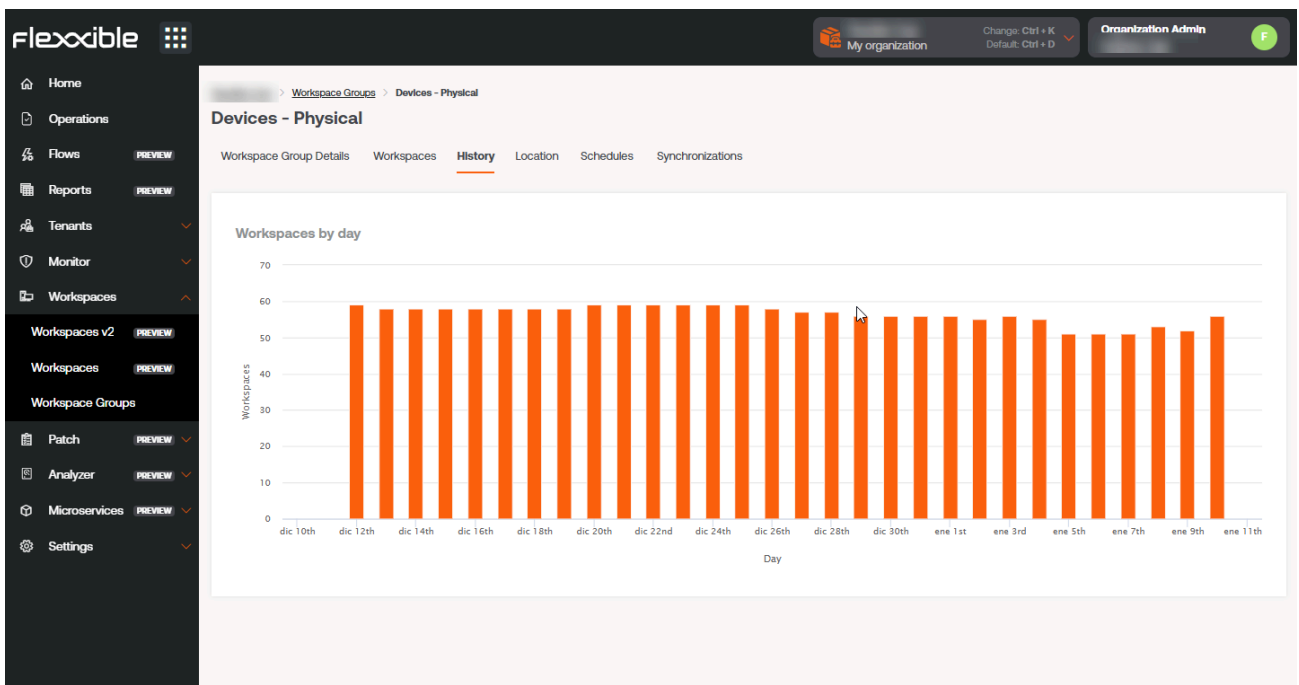 Flexxible
My organization
Change: Ctrl + K
Default: Ctrl + D
Organization Admin
F
Home
Operations
Flows PREVIEW
Reports PREVIEW
Tenants
Monitor
Workspaces
Workspaces v2 PREVIEW
Workspaces PREVIEW
Workspace Groups
Patch PREVIEW
Analyzer PREVIEW
Microservices PREVIEW
Settings
> Workspace Groups > Devices - Physical
Devices - Physical
Workspace Group Details Workspaces History Location Schedules Synchronizations
Workspaces by day
70
60
50
40
30
20
10
0
Workspaces
dic 10th dic 12th dic 14th dic 16th dic 18th dic 20th dic 22nd dic 24th dic 26th dic 28th dic 30th ene 1st ene 3rd ene 5th ene 7th ene 9th ene 11th
Day